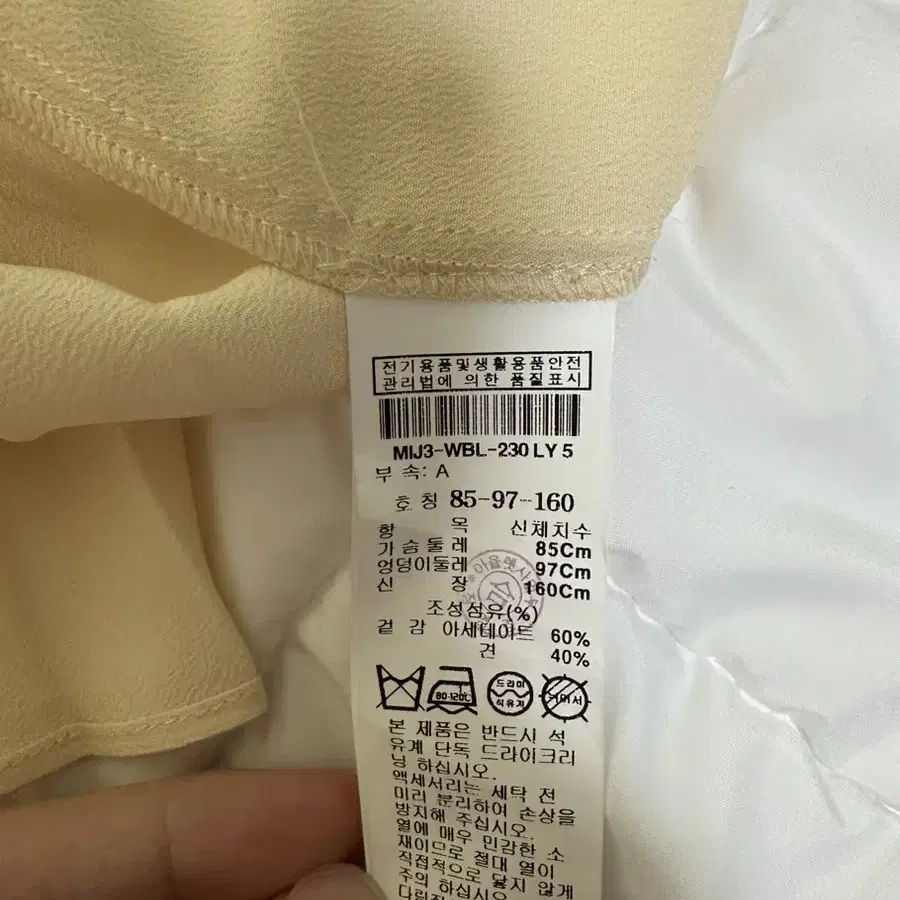 전기용품및생활용품안전
관리법에 의한 품질표시
MIJ3-WBL-230 LY 5
부 속: A
호 칭 85-97-160
항 목 신체치수
가슴둘레 85Cm
엉덩이둘레 97Cm
신 장 160Cm
조성섬유(%)
겉 감 아세테이트 60%
견 40%
80-120℃
드라이
석유계
본 제품은 반드시 석
유계 단독 드라이크리
닝 하십시오.
액세서리는 세탁 전
미리 분리하여 손상을
방지해 주십시오.
열에 매우 민감한 소
재이므로 절대 열이
직접적으로 닿지 않게
주의 하십시오